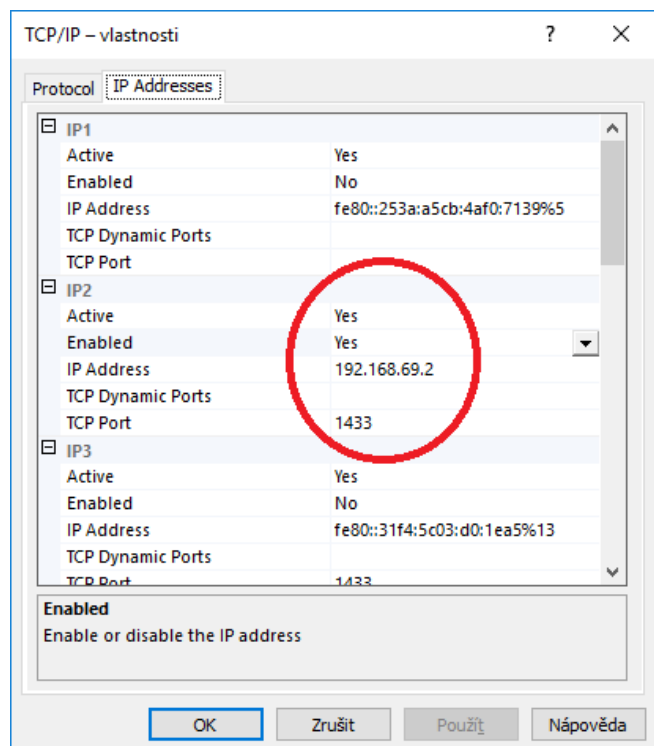 TCP/IP – vlastnosti ? ✕
Protocol IP Addresses
IP1
Active Yes
Enabled No
IP Address fe80::253a:a5cb:4af0:7139%5
TCP Dynamic Ports
TCP Port
IP2
Active Yes
Enabled Yes
IP Address 192.168.69.2
TCP Dynamic Ports
TCP Port 1433
IP3
Active Yes
Enabled No
IP Address fe80::31f4:5c03:d0:1ea5%13
TCP Dynamic Ports
TCP Port 1433
Enabled
Enable or disable the IP address
OK Zrušit Použít Nápověda